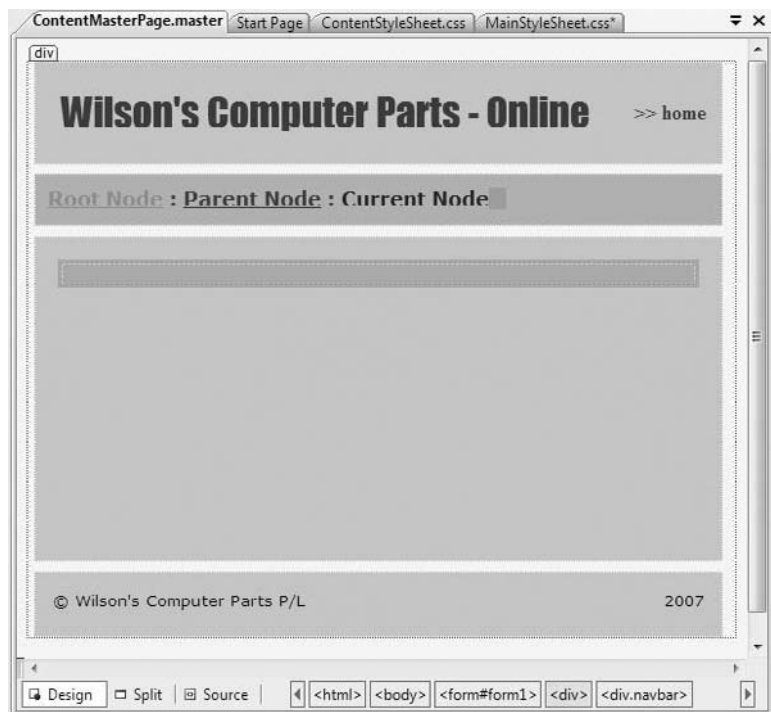 ContentMasterPage.master Start Page ContentStyleSheet.css MainStyleSheet.css*
div
Wilson's Computer Parts - Online >> home
Root Node : Parent Node : Current Node
© Wilson's Computer Parts P/L 2007
Design Split Source <html> <body> <form#form1> <div> <div.navbar>